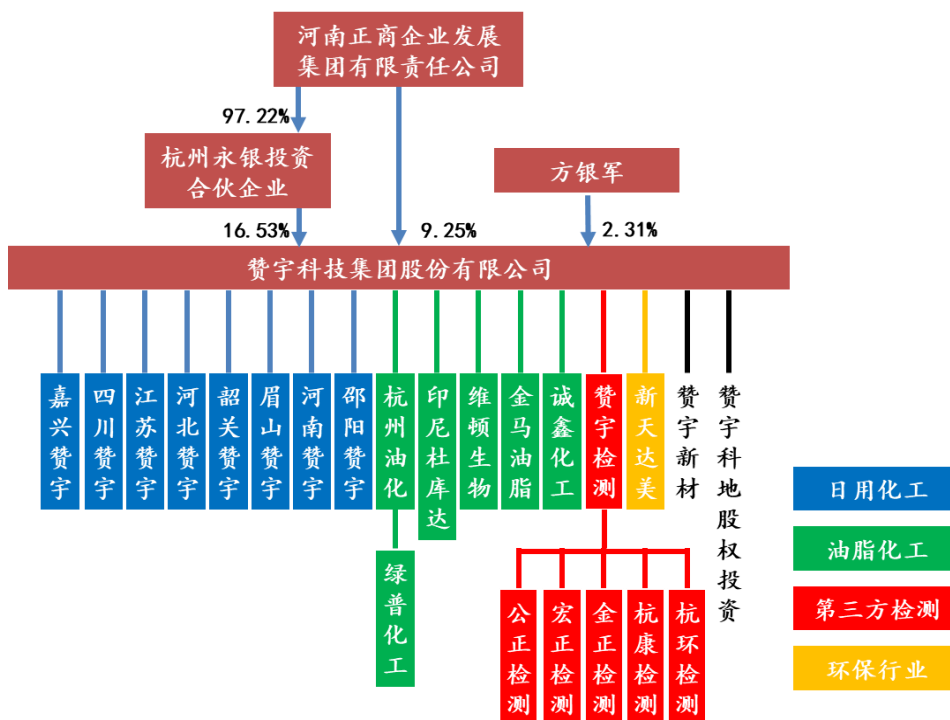 河南正商企业发展
集团有限责任公司
97.22%
杭州永银投资
合伙企业
方银军
16.53%
9.25%
2.31%
赞宇科技集团股份有限公司
嘉兴赞宇
四川赞宇
江苏赞宇
河北赞宇
韶关赞宇
眉山赞宇
河南赞宇
邵阳赞宇
杭州油化
印尼杜库达
维顿生物
金马油脂
诚鑫化工
赞宇检测
新天达美
赞宇新材
赞宇科地股权投资
绿普化工
公正检测
宏正检测
金正检测
杭康检测
杭环检测
日用化工
油脂化工
第三方检测
环保行业